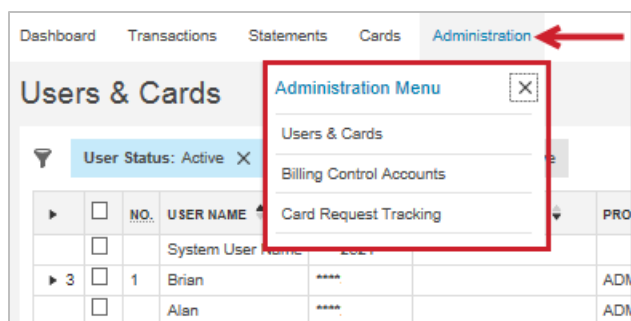 Dashboard Transactions Statements Cards Administration
Users & Cards
Administration Menu
Users & Cards
User Status: Active
Billing Control Accounts
NO. USER NAME
Card Request Tracking
PRO
System User Name
3 1 Brian **** ADM
Alan **** ADM